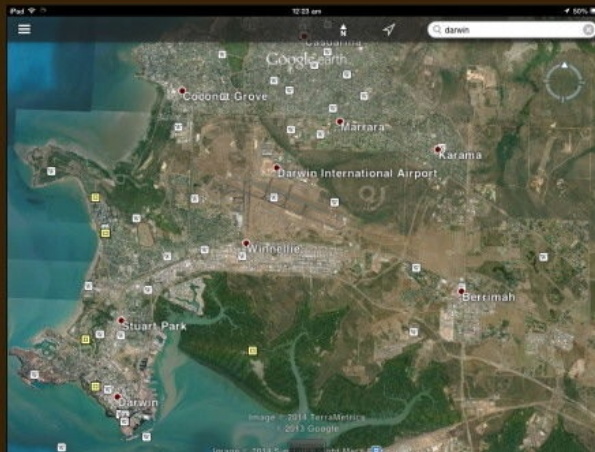 iPad
12:23 am
50%
N
darwin
Casuarina
Google earth
Coconut Grove
Marrara
Karama
Darwin International Airport
Winnellie
Berrimah
Stuart Park
Darwin
Image © 2014 TerraMetrics
© 2013 Google